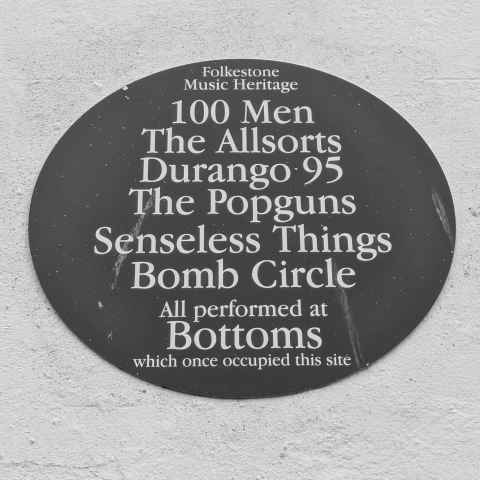 Folkestone
Music Heritage
100 Men
The Allsorts
Durango 95
The Popguns
Senseless Things
Bomb Circle
All performed at
Bottoms
which once occupied this site